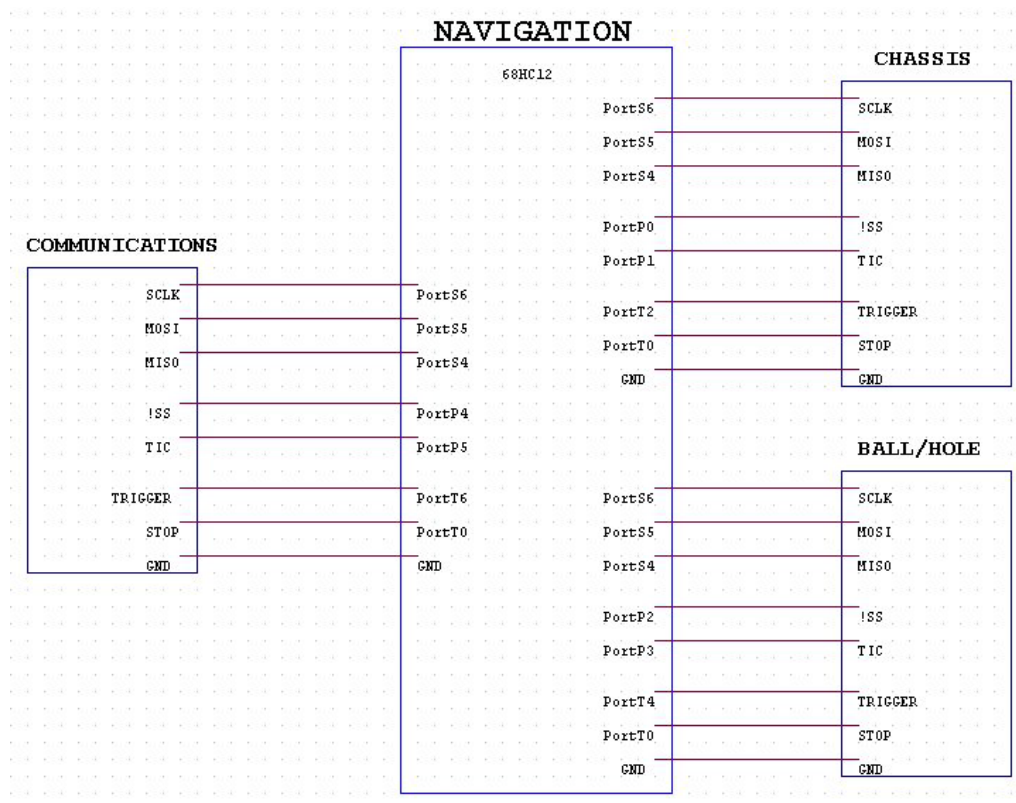 NAVIGATION
68HC12
CHASSIS
PortS6 SCLK
PortS5 MOSI
PortS4 MISO
PortP0 !SS
PortP1 TIC
PortT2 TRIGGER
PortT0 STOP
GND GND
COMMUNICATIONS
SCLK PortS6
MOSI PortS5
MISO PortS4
!SS PortP4
TIC PortP5
TRIGGER PortT6
STOP PortT0
GND GND
BALL/HOLE
PortS6 SCLK
PortS5 MOSI
PortS4 MISO
PortP2 !SS
PortP3 TIC
PortT4 TRIGGER
PortT0 STOP
GND GND